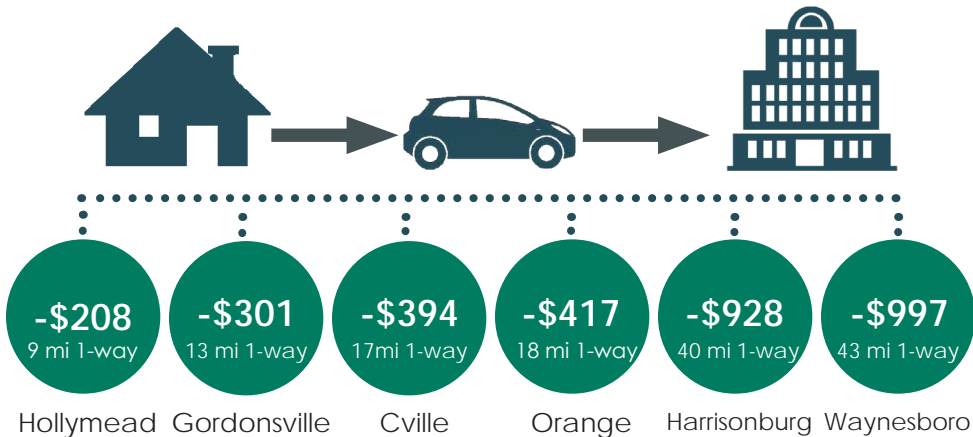 -$208
9 mi 1-way
Hollymead
-$301
13 mi 1-way
Gordonsville
-$394
17mi 1-way
Cville
-$417
18 mi 1-way
Orange
-$928
40 mi 1-way
Harrisonburg
-$997
43 mi 1-way
Waynesboro